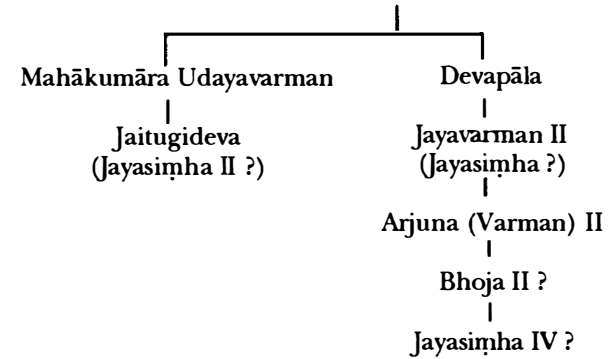 Mahākumāra Udayavarman
Devapāla
Jaitugideva
(Jayasiṃha II ?)
Jayavarman II
(Jayasiṃha ?)
Arjuna (Varman) II
Bhoja II ?
Jayasiṃha IV ?